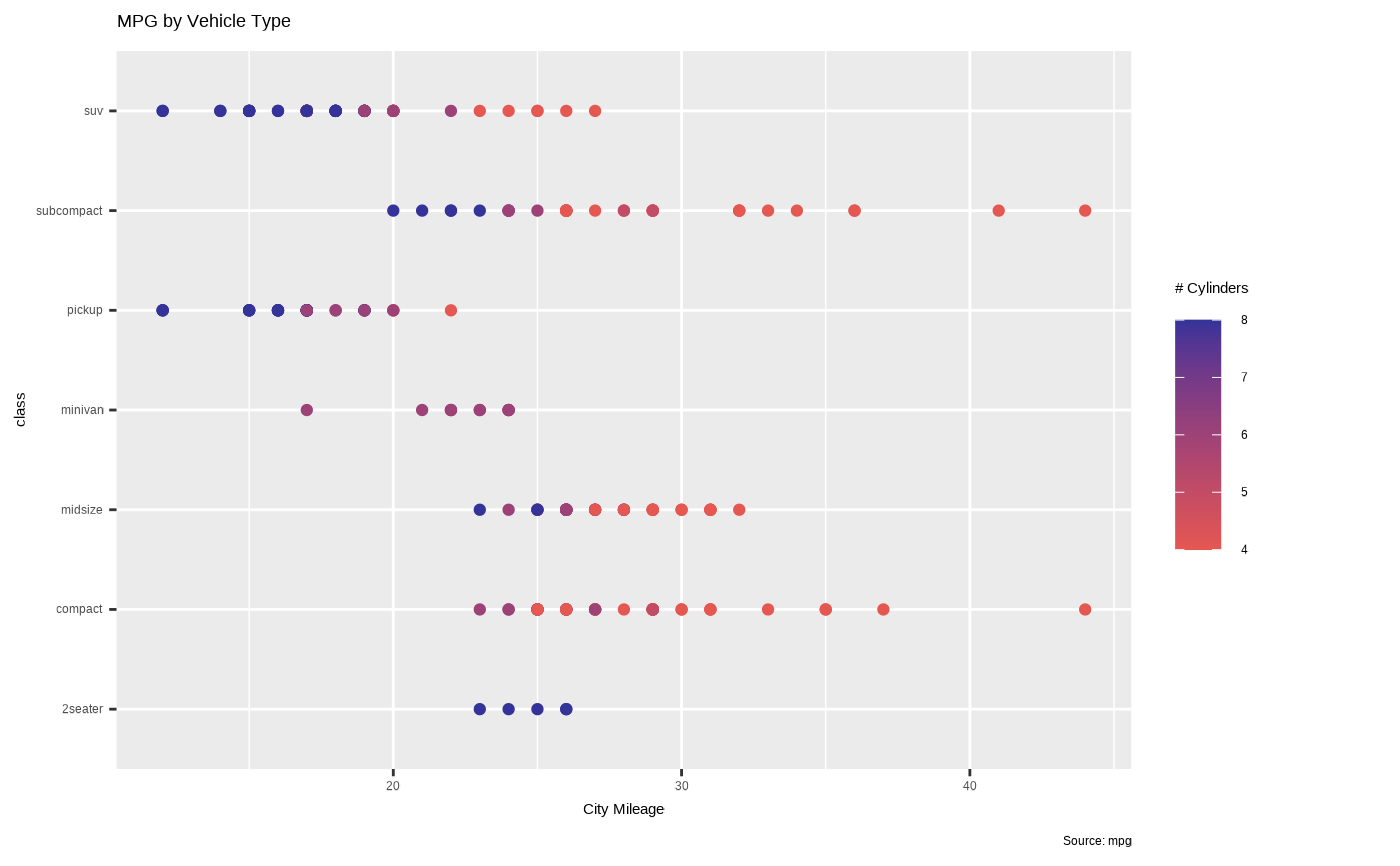 MPG by Vehicle Type
suv
subcompact
pickup
minivan
midsize
compact
2seater
class
20
30
40
City Mileage
# Cylinders
8
7
6
5
4
Source: mpg